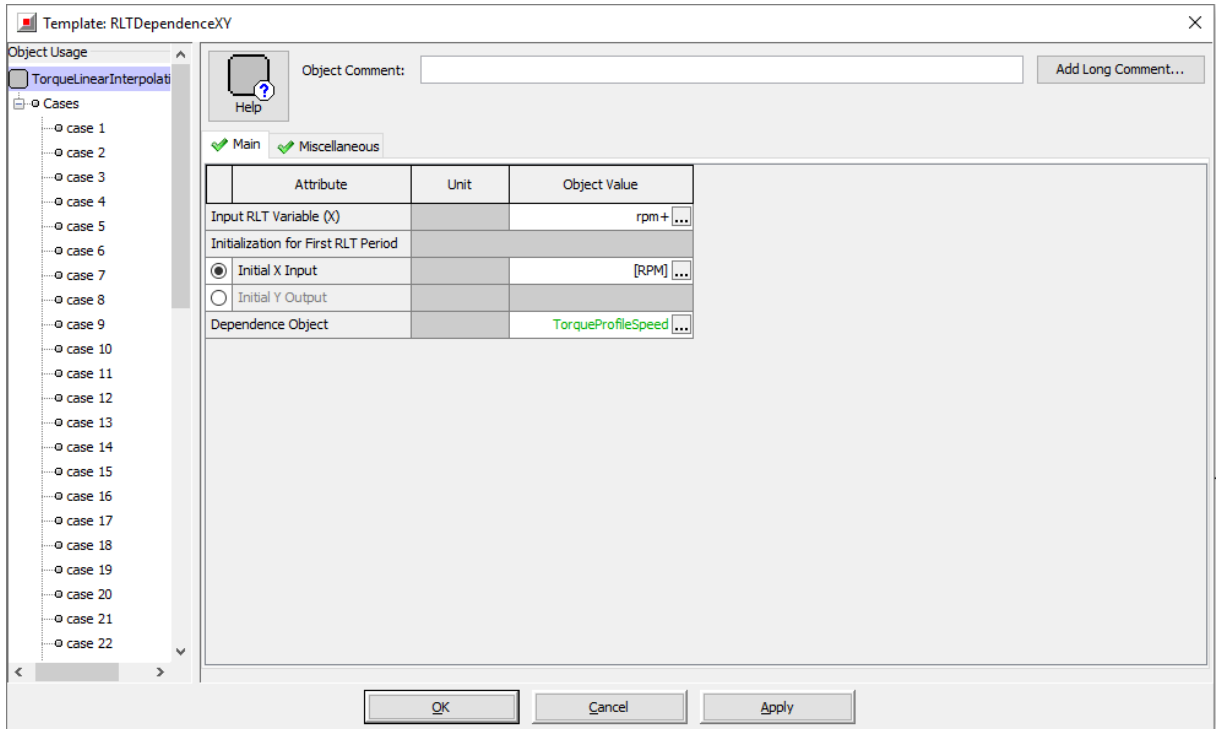 Template: RLTDependenceXY
Object Usage
TorqueLinearInterpolati
Cases
case 1
case 2
case 3
case 4
case 5
case 6
case 7
case 8
case 9
case 10
case 11
case 12
case 13
case 14
case 15
case 16
case 17
case 18
case 19
case 20
case 21
case 22
Help
Object Comment:
Add Long Comment...
Main
Miscellaneous
Attribute Unit Object Value
Input RLT Variable (X) rpm+ ...
Initialization for First RLT Period
Initial X Input [RPM] ...
Initial Y Output
Dependence Object TorqueProfileSpeed ...
OK Cancel Apply